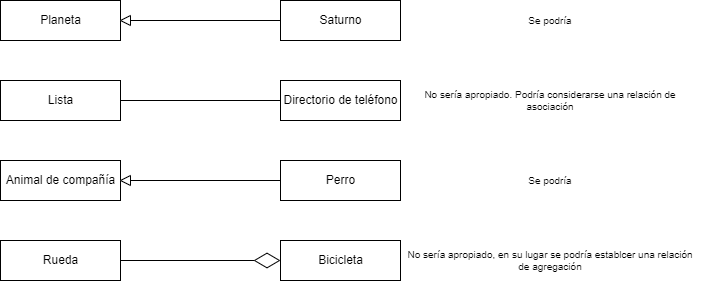 Planeta
Saturno
Se podría
Lista
Directorio de teléfono
No sería apropiado. Podría considerarse una relación de
asociación
Animal de compañía
Perro
Se podría
Rueda
Bicicleta
No sería apropiado, en su lugar se podría establcer una relación
de agregación